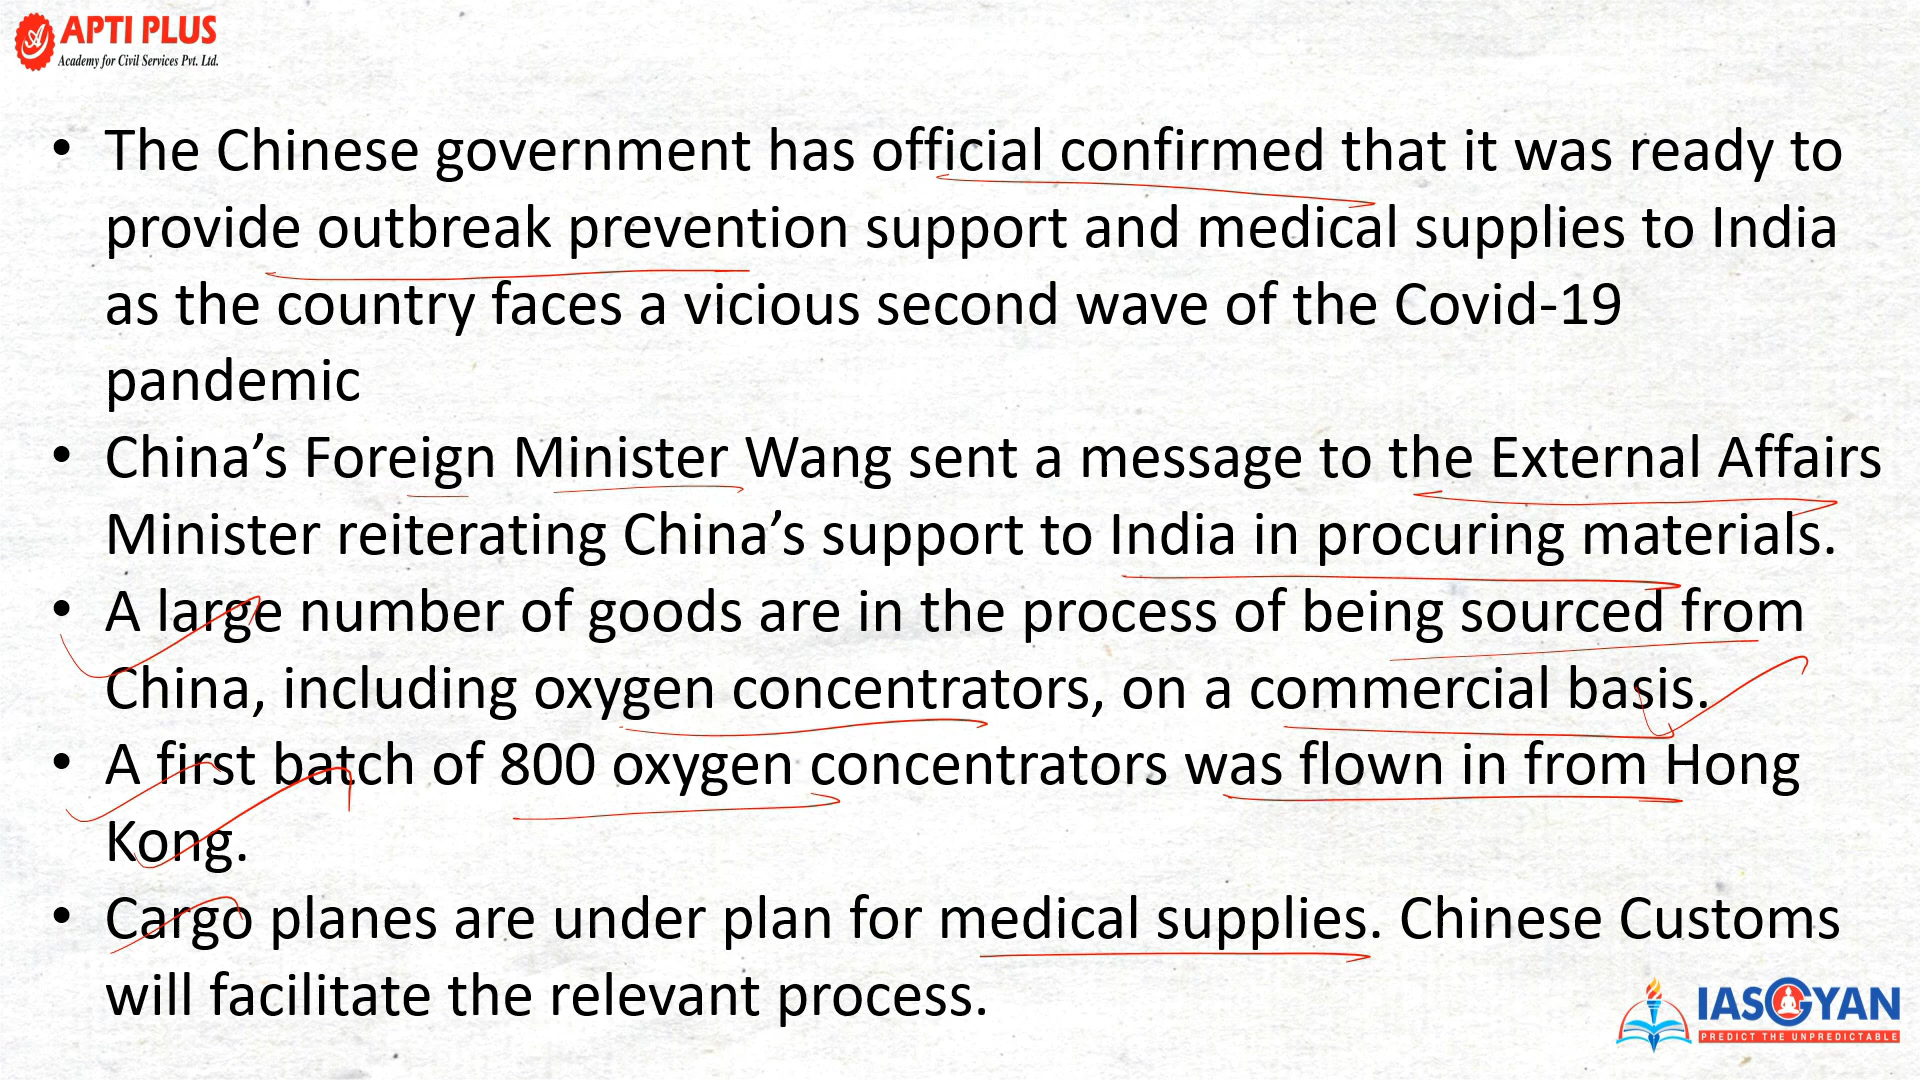 APTI PLUS
Academy for Civil Services Pvt. Ltd.
• The Chinese government has official confirmed that it was ready to
provide outbreak prevention support and medical supplies to India
as the country faces a vicious second wave of the Covid-19
pandemic
• China’s Foreign Minister Wang sent a message to the External Affairs
Minister reiterating China’s support to India in procuring materials.
• A large number of goods are in the process of being sourced from
China, including oxygen concentrators, on a commercial basis.
• A first batch of 800 oxygen concentrators was flown in from Hong
Kong.
• Cargo planes are under plan for medical supplies. Chinese Customs
will facilitate the relevant process.
IASGYAN
PREDICT THE UNPREDICTABLE